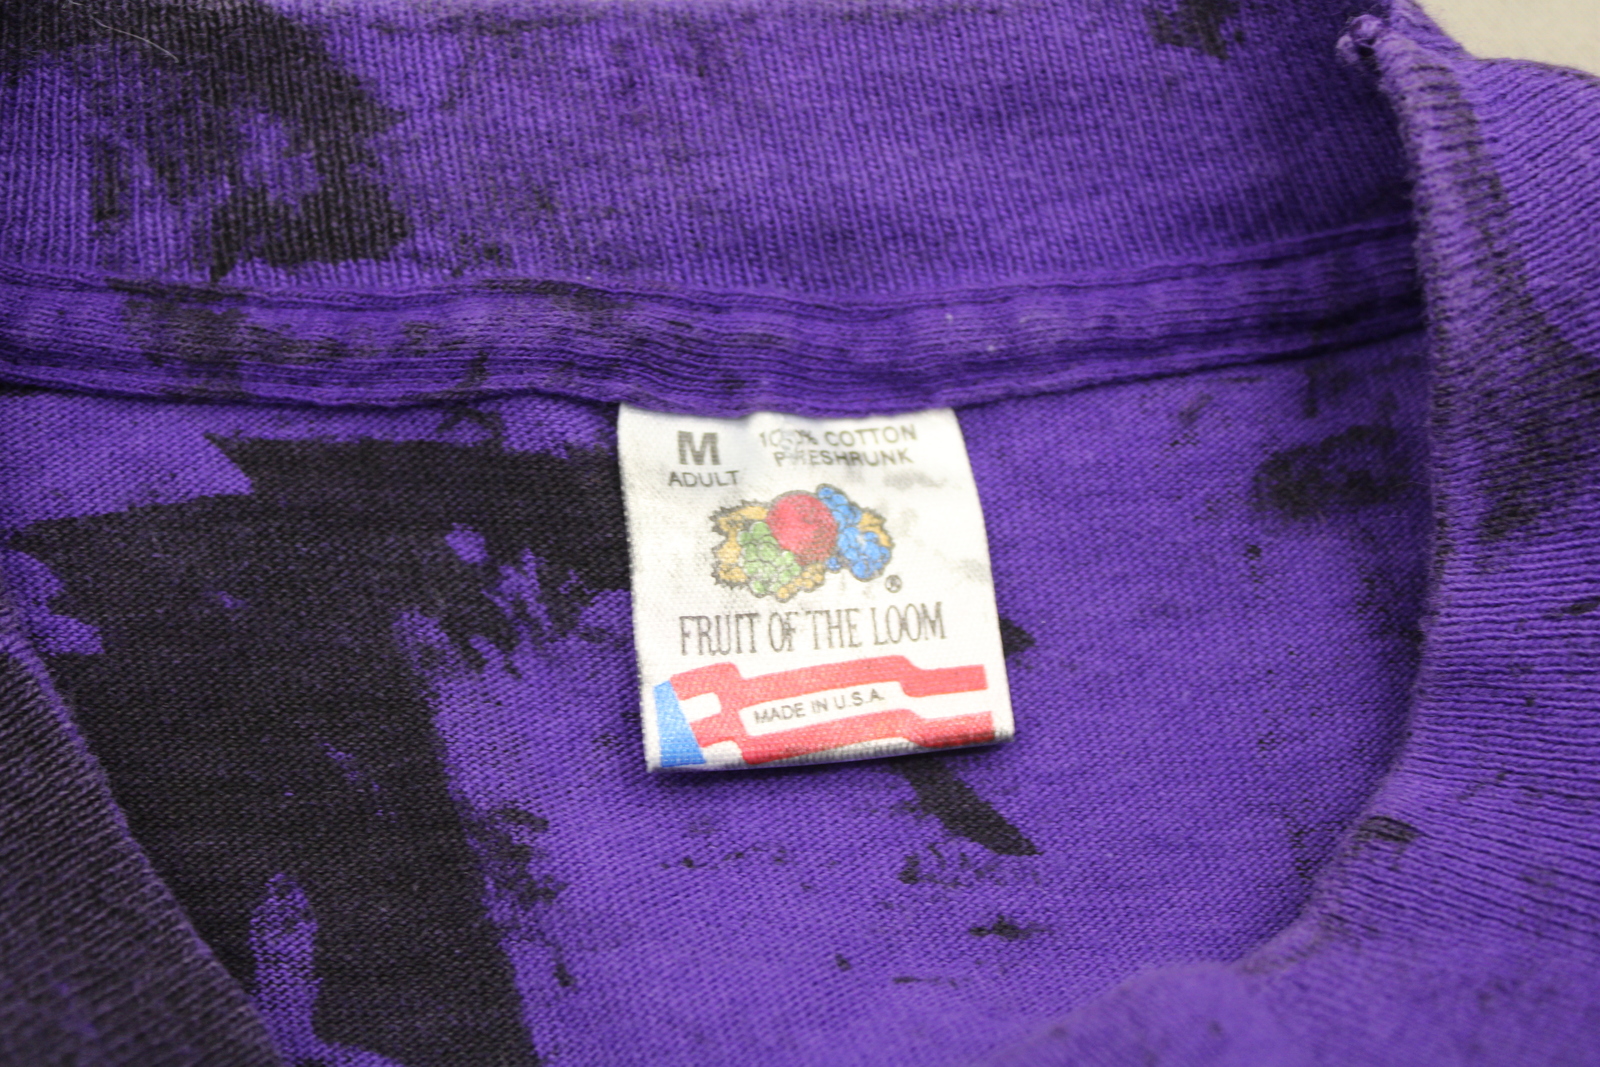 M
ADULT
100% COTTON
PRESHRUNK
®
FRUIT OF THE LOOM
MADE IN U.S.A.